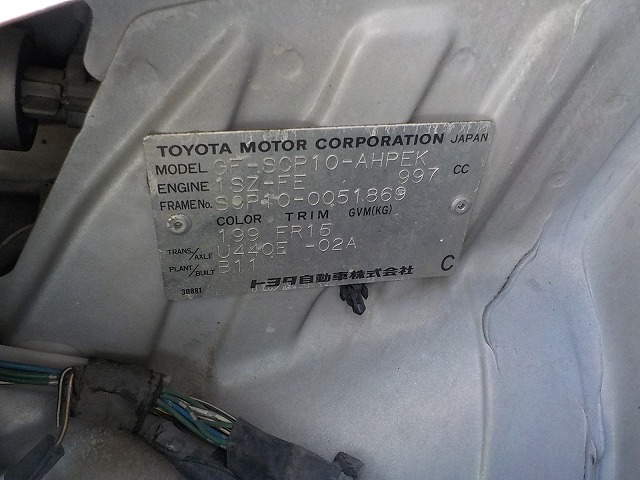 TOYOTA MOTOR CORPORATION JAPAN
MODEL GF-SCP10-AHPEK
ENGINE 1SZ-FE 997 CC
FRAME No. SCP10-0051869
COLOR TRIM GVM(KG)
199 FR15
TRANS./AXLE U440E -02A
PLANT/BUILT B11
トヨタ自動車株式会社 C
30881